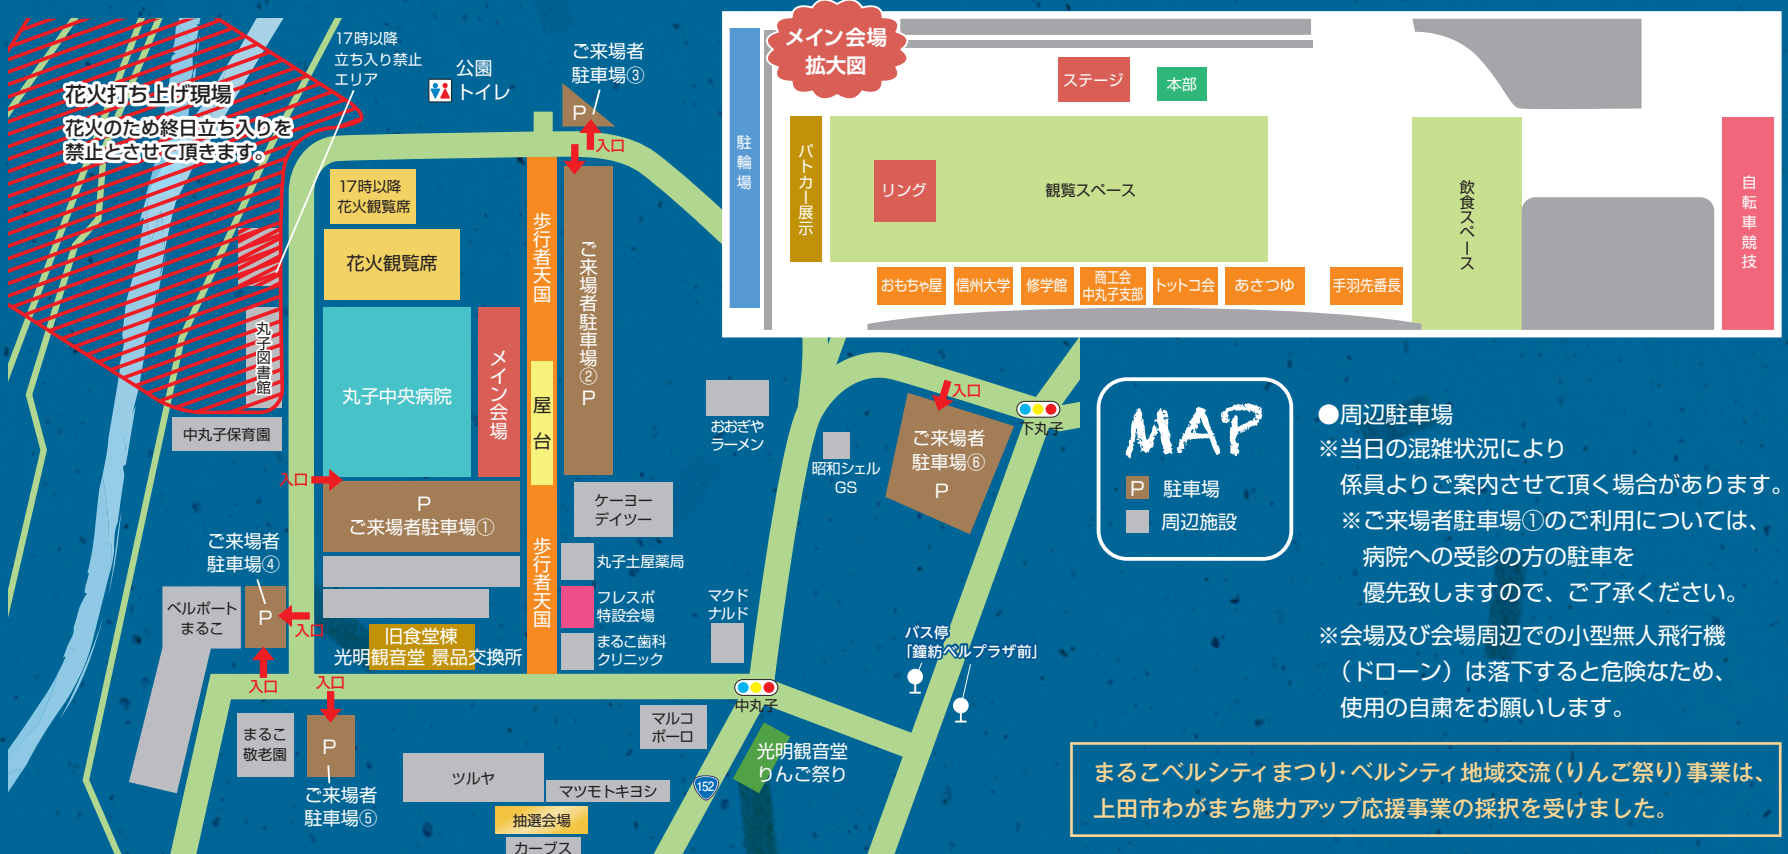 花火打ち上げ現場
花火のため終日立ち入りを
禁止とさせて頂きます。
17時以降
立ち入り禁止
エリア
公園
トイレ
ご来場者
駐車場③
P
入口
17時以降
花火観覧席
花火観覧席
歩行者天国
ご来場者駐車場②P
丸子図書館
丸子中央病院
メイン会場
屋台
中丸子保育園
入口
P
ご来場者駐車場①
歩行者天国
ケーヨー
デイツー
丸子土屋薬局
フレスポ
特設会場
まるこ歯科
クリニック
ご来場者
駐車場④
P
入口
入口
ベルポート
まるこ
旧食堂棟
光明観音堂 景品交換所
入口
まるこ
敬老園
P
ご来場者
駐車場⑤
ツルヤ
マツモトキヨシ
抽選会場
カーブス
マルコ
ポーロ
マクド
ナルド
中丸子
152
光明観音堂
りんご祭り
バス停
「鐘紡ベルプラザ前」
おおぎや
ラーメン
昭和シェル
GS
入口
ご来場者
駐車場⑥
P
下丸子
メイン会場
拡大図
駐輪場
パトカー展示
ステージ
本部
リング
観覧スペース
飲食スペース
自転車競技
おもちゃ屋
信州大学
修学館
商工会
中丸子支部
トットコ会
あさつゆ
手羽先番長
MAP
P 駐車場
周辺施設
●周辺駐車場
※当日の混雑状況により
係員よりご案内させて頂く場合があります。
※ご来場者駐車場①のご利用については、
病院への受診の方の駐車を
優先致しますので、ご了承ください。
※会場及び会場周辺での小型無人飛行機
（ドローン）は落下すると危険なため、
使用の自粛をお願いします。
まるこベルシティまつり・ベルシティ地域交流（りんご祭り）事業は、
上田市わがまち魅力アップ応援事業の採択を受けました。